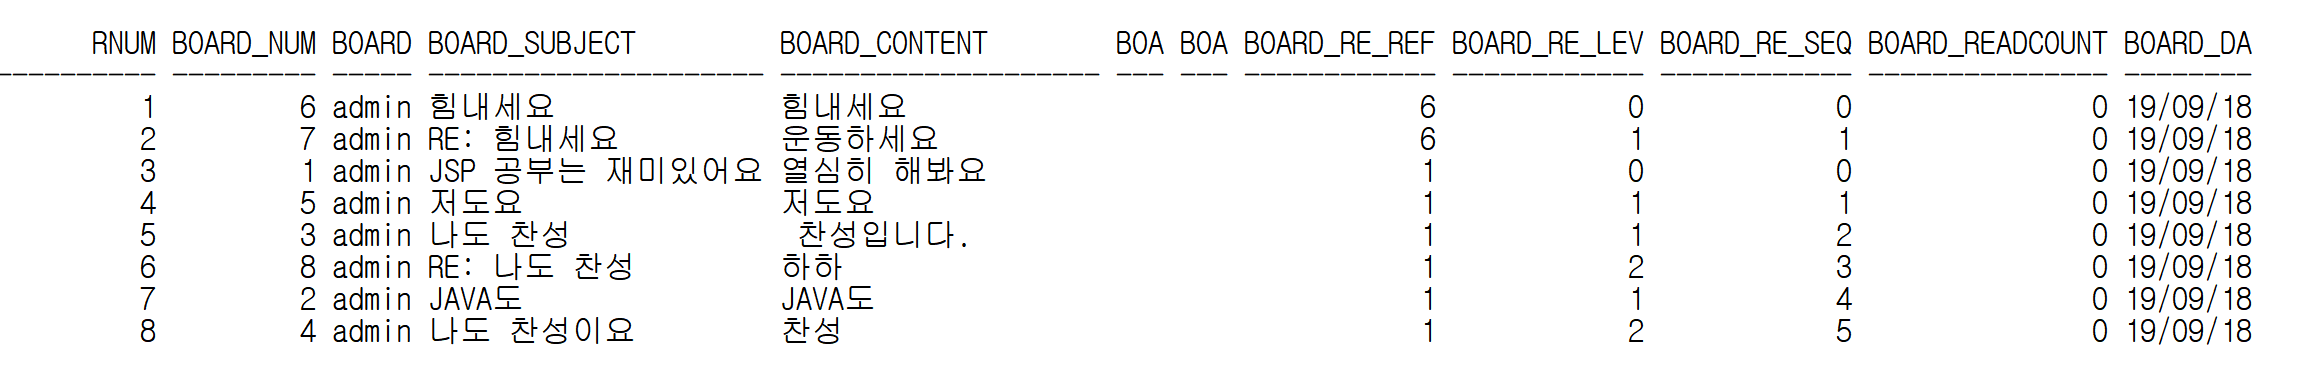 RNUM BOARD_NUM BOARD BOARD_SUBJECT BOARD_CONTENT BOA BOA BOARD_RE_REF BOARD_RE_LEV BOARD_RE_SEQ BOARD_READCOUNT BOARD_DA
---------- --------- ----- --------------------- -------------------- --- --- ------------ ------------ ------------ --------------- --------
1 6 admin 힘내세요 힘내세요 6 0 0 0 19/09/18
2 7 admin RE: 힘내세요 운동하세요 6 1 1 0 19/09/18
3 1 admin JSP 공부는 재미있어요 열심히 해봐요 1 0 0 0 19/09/18
4 5 admin 저도요 저도요 1 1 1 0 19/09/18
5 3 admin 나도 찬성 찬성입니다. 1 1 2 0 19/09/18
6 8 admin RE: 나도 찬성 하하 1 2 3 0 19/09/18
7 2 admin JAVA도 JAVA도 1 1 4 0 19/09/18
8 4 admin 나도 찬성이요 찬성 1 2 5 0 19/09/18